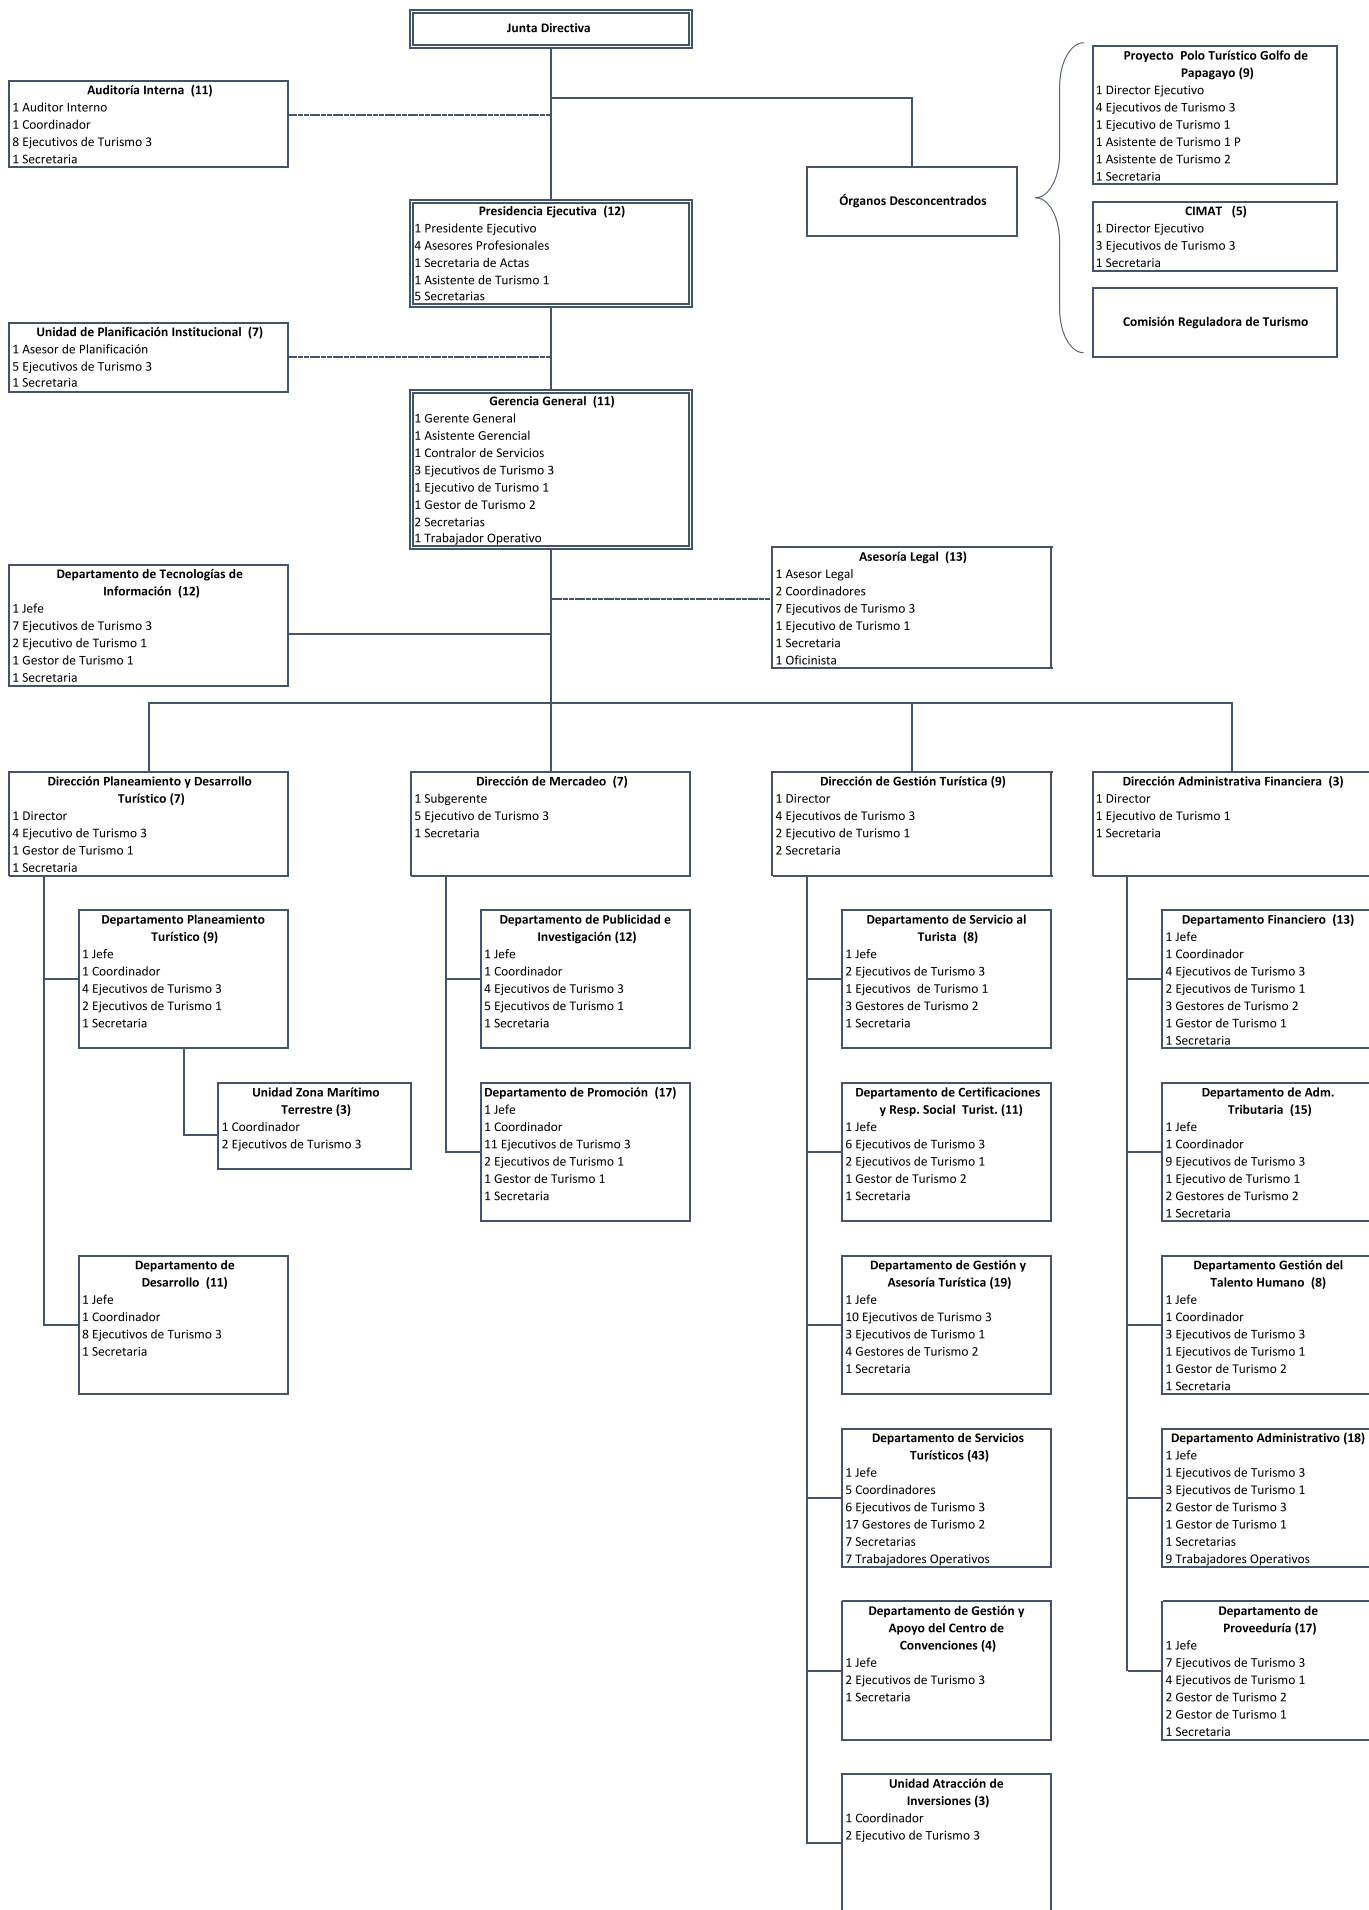 Junta Directiva
Auditoría Interna (11)
1 Auditor Interno
1 Coordinador
8 Ejecutivos de Turismo 3
1 Secretaria
Proyecto Polo Turístico Golfo de
Papagayo (9)
1 Director Ejecutivo
4 Ejecutivos de Turismo 3
1 Ejecutivo de Turismo 1
1 Asistente de Turismo 1 P
1 Asistente de Turismo 2
1 Secretaria
Órganos Desconcentrados
CIMAT (5)
1 Director Ejecutivo
3 Ejecutivos de Turismo 3
1 Secretaria
Comisión Reguladora de Turismo
Presidencia Ejecutiva (12)
1 Presidente Ejecutivo
4 Asesores Profesionales
1 Secretaria de Actas
1 Asistente de Turismo 1
5 Secretarias
Unidad de Planificación Institucional (7)
1 Asesor de Planificación
5 Ejecutivos de Turismo 3
1 Secretaria
Gerencia General (11)
1 Gerente General
1 Asistente Gerencial
1 Contralor de Servicios
3 Ejecutivos de Turismo 3
1 Ejecutivo de Turismo 1
1 Gestor de Turismo 2
2 Secretarias
1 Trabajador Operativo
Asesoría Legal (13)
1 Asesor Legal
2 Coordinadores
7 Ejecutivos de Turismo 3
1 Ejecutivo de Turismo 1
1 Secretaria
1 Oficinista
Departamento de Tecnologías de
Información (12)
1 Jefe
7 Ejecutivos de Turismo 3
2 Ejecutivo de Turismo 1
1 Gestor de Turismo 1
1 Secretaria
Dirección Planeamiento y Desarrollo
Turístico (7)
1 Director
4 Ejecutivo de Turismo 3
1 Gestor de Turismo 1
1 Secretaria
Dirección de Mercadeo (7)
1 Subgerente
5 Ejecutivo de Turismo 3
1 Secretaria
Dirección de Gestión Turística (9)
1 Director
4 Ejecutivos de Turismo 3
2 Ejecutivo de Turismo 1
2 Secretaria
Dirección Administrativa Financiera (3)
1 Director
1 Ejecutivo de Turismo 1
1 Secretaria
Departamento Planeamiento
Turístico (9)
1 Jefe
1 Coordinador
4 Ejecutivos de Turismo 3
2 Ejecutivos de Turismo 1
1 Secretaria
Unidad Zona Marítimo
Terrestre (3)
1 Coordinador
2 Ejecutivos de Turismo 3
Departamento de
Desarrollo (11)
1 Jefe
1 Coordinador
8 Ejecutivos de Turismo 3
1 Secretaria
Departamento de Publicidad e
Investigación (12)
1 Jefe
1 Coordinador
4 Ejecutivos de Turismo 3
5 Ejecutivos de Turismo 1
1 Secretaria
Departamento de Promoción (17)
1 Jefe
1 Coordinador
11 Ejecutivos de Turismo 3
2 Ejecutivos de Turismo 1
1 Gestor de Turismo 1
1 Secretaria
Departamento de Servicio al
Turista (8)
1 Jefe
2 Ejecutivos de Turismo 3
1 Ejecutivos de Turismo 1
3 Gestores de Turismo 2
1 Secretaria
Departamento de Certificaciones
y Resp. Social Turist. (11)
1 Jefe
6 Ejecutivos de Turismo 3
2 Ejecutivos de Turismo 1
1 Gestor de Turismo 2
1 Secretaria
Departamento de Gestión y
Asesoría Turística (19)
1 Jefe
10 Ejecutivos de Turismo 3
3 Ejecutivos de Turismo 1
4 Gestores de Turismo 2
1 Secretaria
Departamento de Servicios
Turísticos (43)
1 Jefe
5 Coordinadores
6 Ejecutivos de Turismo 3
17 Gestores de Turismo 2
7 Secretarias
7 Trabajadores Operativos
Departamento de Gestión y
Apoyo del Centro de
Convenciones (4)
1 Jefe
2 Ejecutivos de Turismo 3
1 Secretaria
Unidad Atracción de
Inversiones (3)
1 Coordinador
2 Ejecutivo de Turismo 3
Departamento Financiero (13)
1 Jefe
1 Coordinador
4 Ejecutivos de Turismo 3
2 Ejecutivos de Turismo 1
3 Gestores de Turismo 2
1 Gestor de Turismo 1
1 Secretaria
Departamento de Adm.
Tributaria (15)
1 Jefe
1 Coordinador
9 Ejecutivos de Turismo 3
1 Ejecutivo de Turismo 1
2 Gestores de Turismo 2
1 Secretaria
Departamento Gestión del
Talento Humano (8)
1 Jefe
1 Coordinador
3 Ejecutivos de Turismo 3
1 Ejecutivos de Turismo 1
1 Gestor de Turismo 2
1 Secretaria
Departamento Administrativo (18)
1 Jefe
1 Ejecutivos de Turismo 3
3 Ejecutivos de Turismo 1
2 Gestor de Turismo 3
1 Gestor de Turismo 1
1 Secretarias
9 Trabajadores Operativos
Departamento de
Proveeduría (17)
1 Jefe
7 Ejecutivos de Turismo 3
4 Ejecutivos de Turismo 1
2 Gestor de Turismo 2
2 Gestor de Turismo 1
1 Secretaria